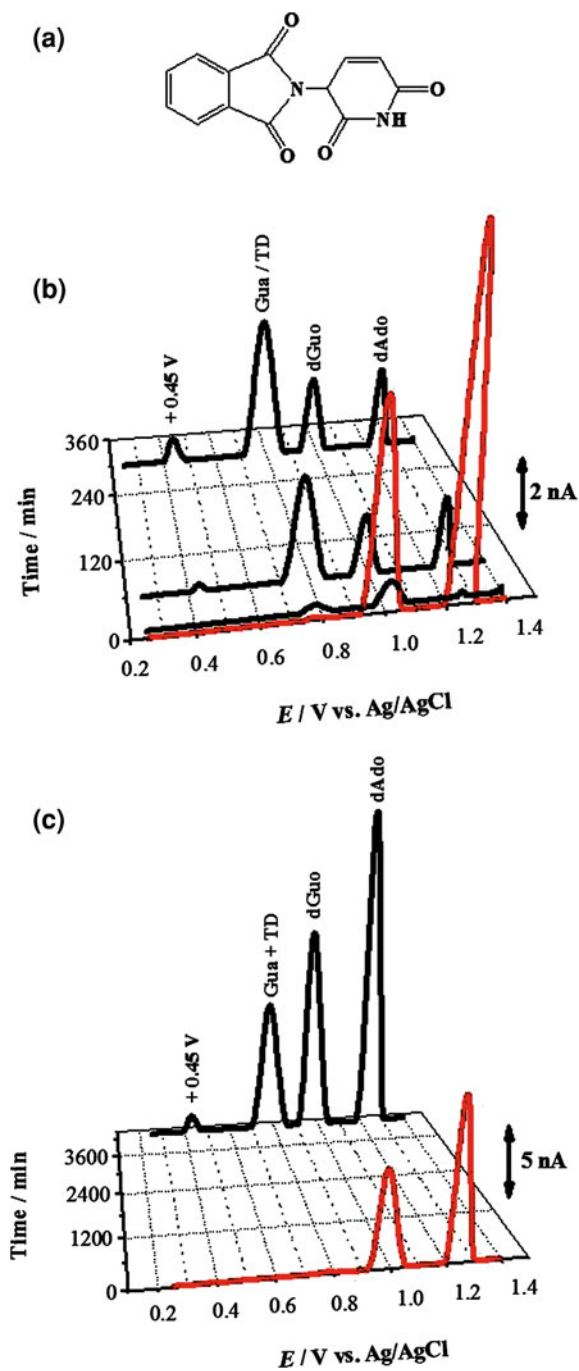 (a)
O
N
O
O
O
NH
(b)
+ 0.45 V
Gua / TD
dGuo
dAdo
360
240
120
0
Time / min
2 nA
0.2
0.4
0.6
0.8
1.0
1.2
1.4
E / V vs. Ag/AgCl
(c)
+ 0.45 V
Gua + TD
dGuo
dAdo
3600
2400
1200
0
Time / min
5 nA
0.2
0.4
0.6
0.8
1.0
1.2
1.4
E / V vs. Ag/AgCl